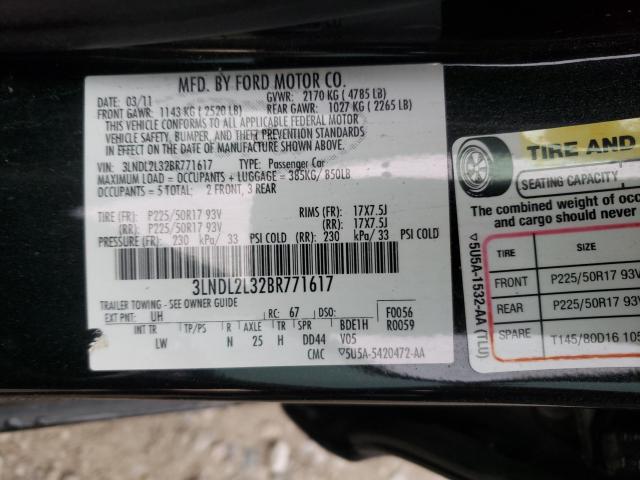 MFD. BY FORD MOTOR CO.
DATE: 03/11 GVWR: 2170 KG ( 4785 LB)
FRONT GAWR: 1143 KG ( 2520 LB) REAR GAWR: 1027 KG ( 2265 LB)
THIS VEHICLE CONFORMS TO ALL APPLICABLE FEDERAL MOTOR
VEHICLE SAFETY, BUMPER, AND THEFT PREVENTION STANDARDS
IN EFFECT ON THE DATE OF MANUFACTURE SHOWN ABOVE.
VIN: 3LNDL2L32BR771617 TYPE: Passenger Car
MAXIMUM LOAD = OCCUPANTS + LUGGAGE = 385KG/ 850LB
OCCUPANTS = 5 TOTAL: 2 FRONT, 3 REAR
TIRE (FR): P225/50R17 93V RIMS (FR): 17X7.5J
(RR): P225/50R17 93V (RR): 17X7.5J
PRESSURE (FR): 230 kPa/ 33 PSI COLD (RR): 230 kPa/ 33 PSI COLD
3LNDL2L32BR771617
TRAILER TOWING - SEE OWNER GUIDE
EXT PNT: UH RC: 67 DSO: F0056
R0059
INT TR TP/PS R AXLE TR SPR BDE1H
LW N 25 H DD44 V05
CMC ▽5U5A-5420472-AA
TIRE AND
SEATING CAPACITY
The combined weight of occ
and cargo should never
▽5U5A-1532-AA (TLU)
TIRE SIZE
FRONT P225/50R17 93V
REAR P225/50R17 93V
SPARE T145/80D16 105